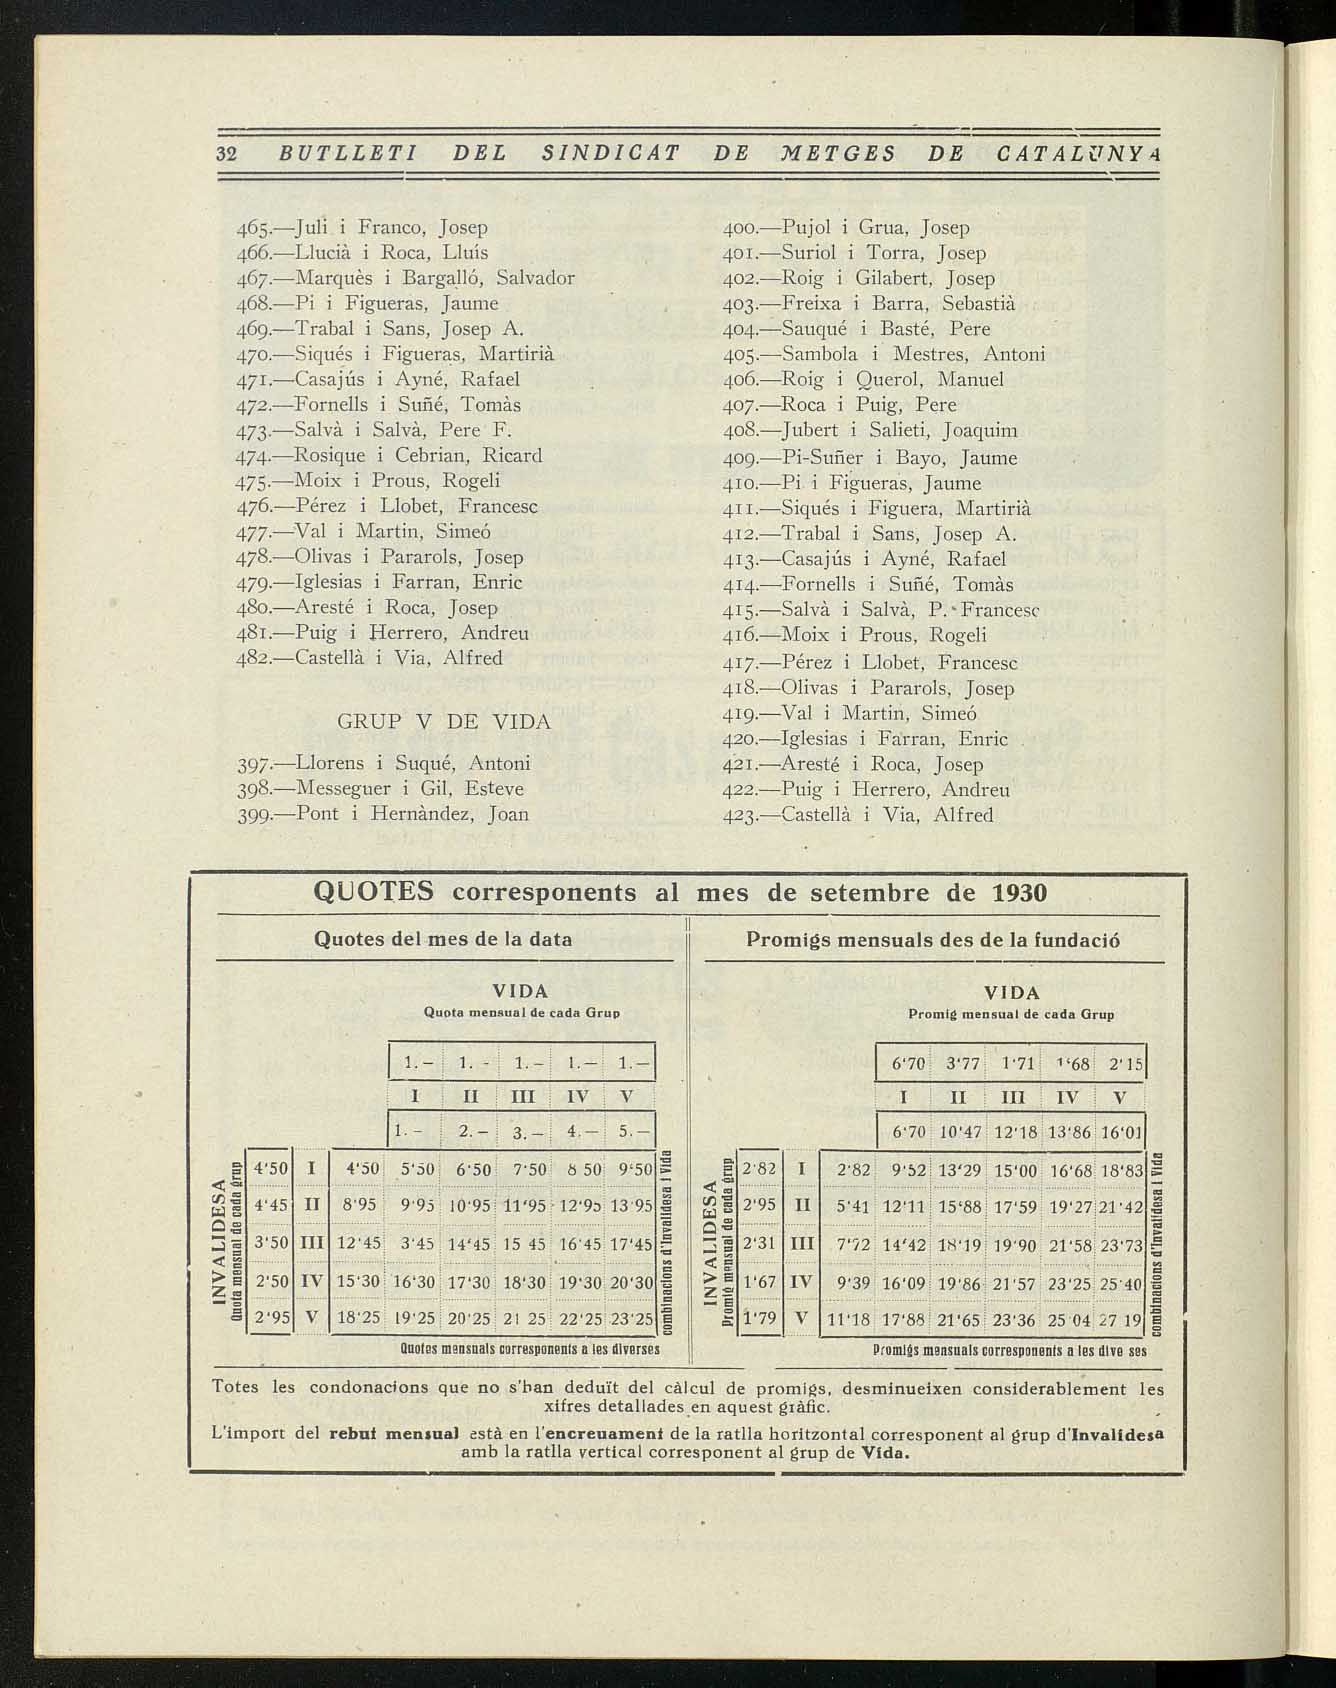 32 BUTLLETI DEL SINDICAT DE METGES DE CATALUNYA
465.—Juli i Franco, Josep
466.—Llucià i Roca, Lluís
467.—Marquès i Bargalló, Salvador
468.—Pi i Figueras, Jaume
469.—Trabal i Sans, Josep A.
470.—Siqués i Figueras, Martirià
471.—Casajús i Ayné, Rafael
472.—Fornells i Suñé, Tomàs
473.—Salvà i Salvà, Pere F.
474.—Rosique i Cebrian, Ricard
475.—Moix i Prous, Rogeli
476.—Pérez i Llobet, Francesc
477.—Val i Martin, Simeó
478.—Olivas i Pararols, Josep
479.—Iglesias i Farran, Enric
480.—Aresté i Roca, Josep
481.—Puig i Herrero, Andreu
482.—Castellà i Via, Alfred
GRUP V DE VIDA
397.—Llorens i Suqué, Antoni
398.—Messeguer i Gil, Esteve
399.—Pont i Hernàndez, Joan
400.—Pujol i Grua, Josep
401.—Suriol i Torra, Josep
402.—Roig i Gilabert, Josep
403.—Freixa i Barra, Sebastià
404.—Sauqué i Basté, Pere
405.—Sambola i Mestres, Antoni
406.—Roig i Querol, Manuel
407.—Roca i Puig, Pere
408.—Jubert i Salieti, Joaquim
409.—Pi-Suñer i Bayo, Jaume
410.—Pi i Figueras, Jaume
411.—Siqués i Figuera, Martirià
412.—Trabal i Sans, Josep A.
413.—Casajús i Ayné, Rafael
414.—Fornells i Suñé, Tomàs
415.—Salvà i Salvà, P. Francesc
416.—Moix i Prous, Rogeli
417.—Pérez i Llobet, Francesc
418.—Olivas i Pararols, Josep
419.—Val i Martin, Simeó
420.—Iglesias i Farran, Enric
421.—Aresté i Roca, Josep
422.—Puig i Herrero, Andreu
423.—Castellà i Via, Alfred
QUOTES corresponents al mes de setembre de 1930
Quotes del mes de la data
VIDA
Quota mensual de cada Grup
1.— 1.— 1.— 1.— 1.—
I II III IV V
1.— 2.— 3.— 4.— 5.—
INVALIDESA
Quota mensual de cada grup
4'50 I 4'50 5'50 6'50 7'50 8 50 9'50
4'45 II 8'95 9'95 10'95 11'95 12'95 13 95
3'50 III 12'45 3'45 14'45 15 45 16'45 17'45
2'50 IV 15'30 16'30 17'30 18'30 19'30 20'30
2'95 V 18'25 19'25 20'25 21 25 22'25 23'25
combinacions d'Invalidesa i Vida
Quotes mensuals corresponents a les diverses
Promigs mensuals des de la fundació
VIDA
Promig mensual de cada Grup
6'70 3'77 1'71 1'68 2'15
I II III IV V
6'70 10'47 12'18 13'86 16'01
INVALIDESA
Promig mensual de cada grup
2'82 I 2'82 9'52 13'29 15'00 16'68 18'83
2'95 II 5'41 12'11 15'88 17'59 19'27 21'42
2'31 III 7'72 14'42 18'19 19'90 21'58 23'73
1'67 IV 9'39 16'09 19'86 21'57 23'25 25'40
1'79 V 11'18 17'88 21'65 23'36 25 04 27 19
combinacions d'Invalidesa i Vida
Promigs mensuals corresponents a les dive ses
Totes les condonacions que no s'han deduït del càlcul de promigs, desminueixen considerablement les
xifres detallades en aquest gràfic.
L'import del rebut mensual està en l'encreuament de la ratlla horitzontal corresponent al grup d'Invalidesa
amb la ratlla vertical corresponent al grup de Vida.